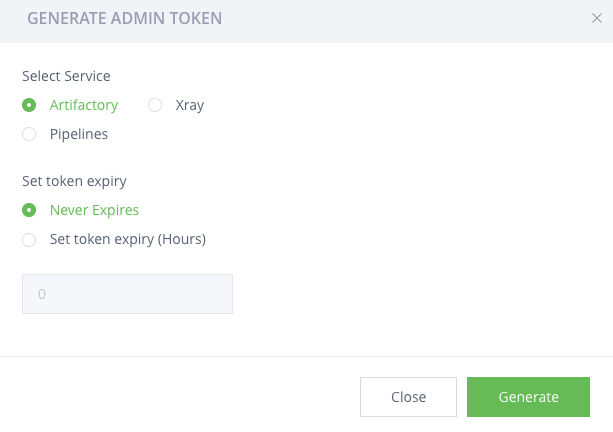 GENERATE ADMIN TOKEN
Select Service
Artifactory Xray
Pipelines
Set token expiry
Never Expires
Set token expiry (Hours)
0
Close Generate